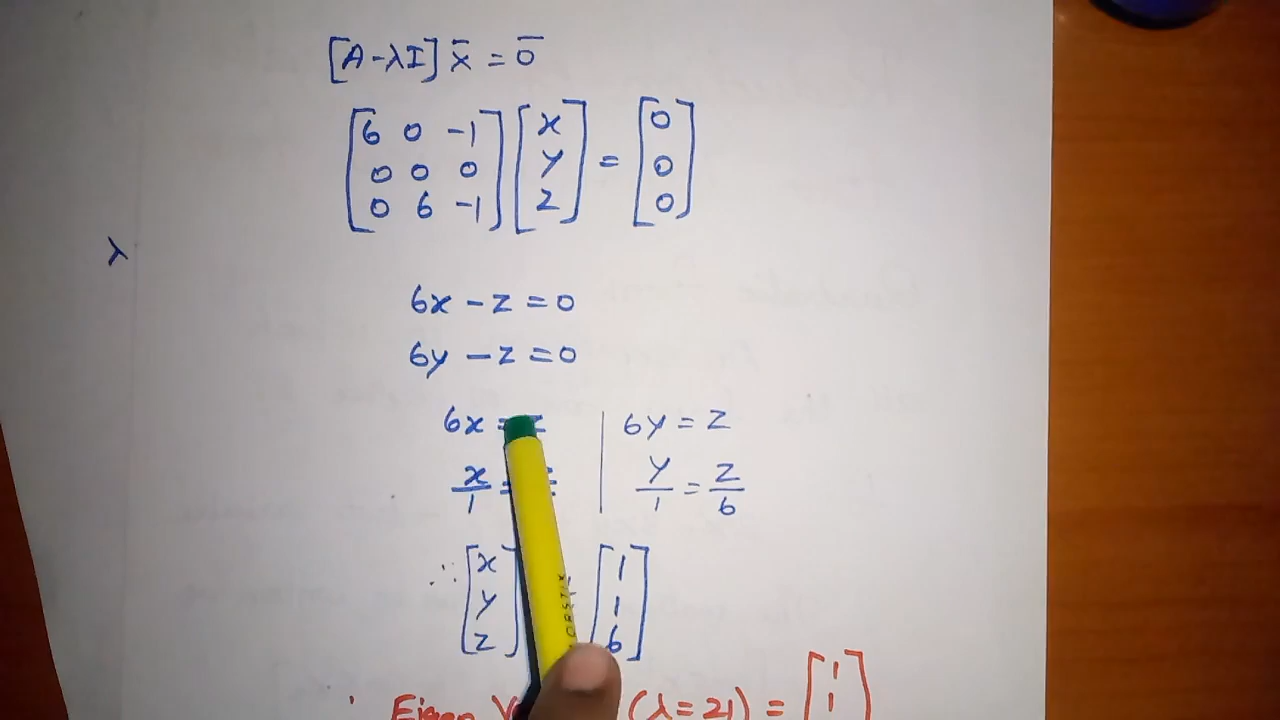 [A-λI] x̄ = ō
[6 0 -1] [x] [0]
[0 0 0] [y] = [0]
[0 6 -1] [z] [0]
λ
6x - z = 0
6y - z = 0
6x = z | 6y = z
x/1 = | y/1 = z/6
∴ [x] [1]
[y] [1]
[z] [6]
Eigen (λ=21) = [1
1